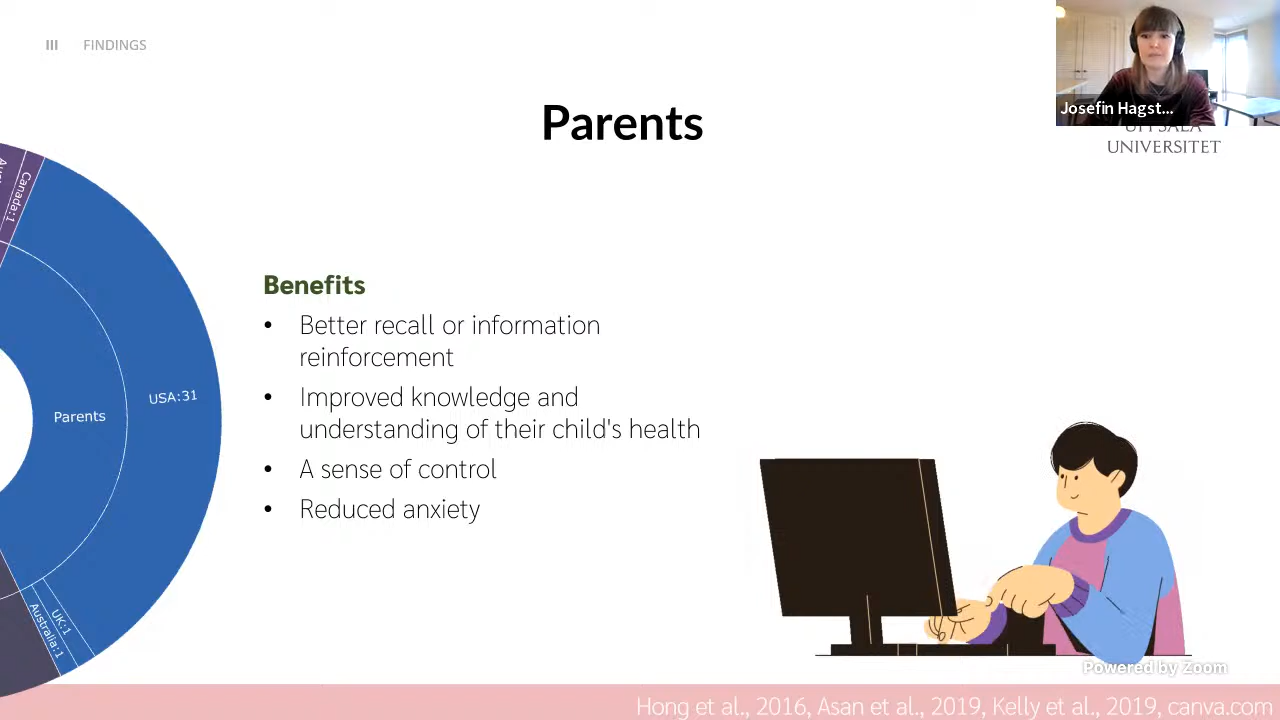 III FINDINGS
Josefin Hagst...
UPPSALA
UNIVERSITET
Parents
Canada:1
Parents
USA:31
UK:1
Australia:1
Benefits
• Better recall or information
reinforcement
• Improved knowledge and
understanding of their child's health
• A sense of control
• Reduced anxiety
Powered by Zoom
Hong et al., 2016, Asan et al., 2019, Kelly et al., 2019, canva.com